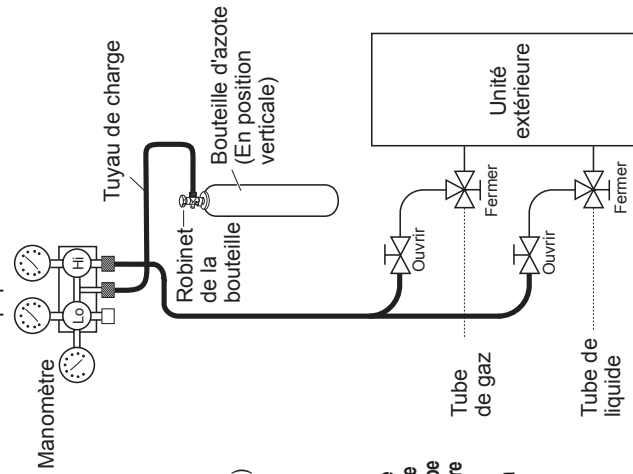 Manomètre
Lo
Hi
Tuyau de charge
Robinet
de la
bouteille
Bouteille d'azote
(En position
verticale)
Ouvrir
Fermer
Ouvrir
Fermer
Unité
extérieure
Tube
de gaz
Tube de
liquide